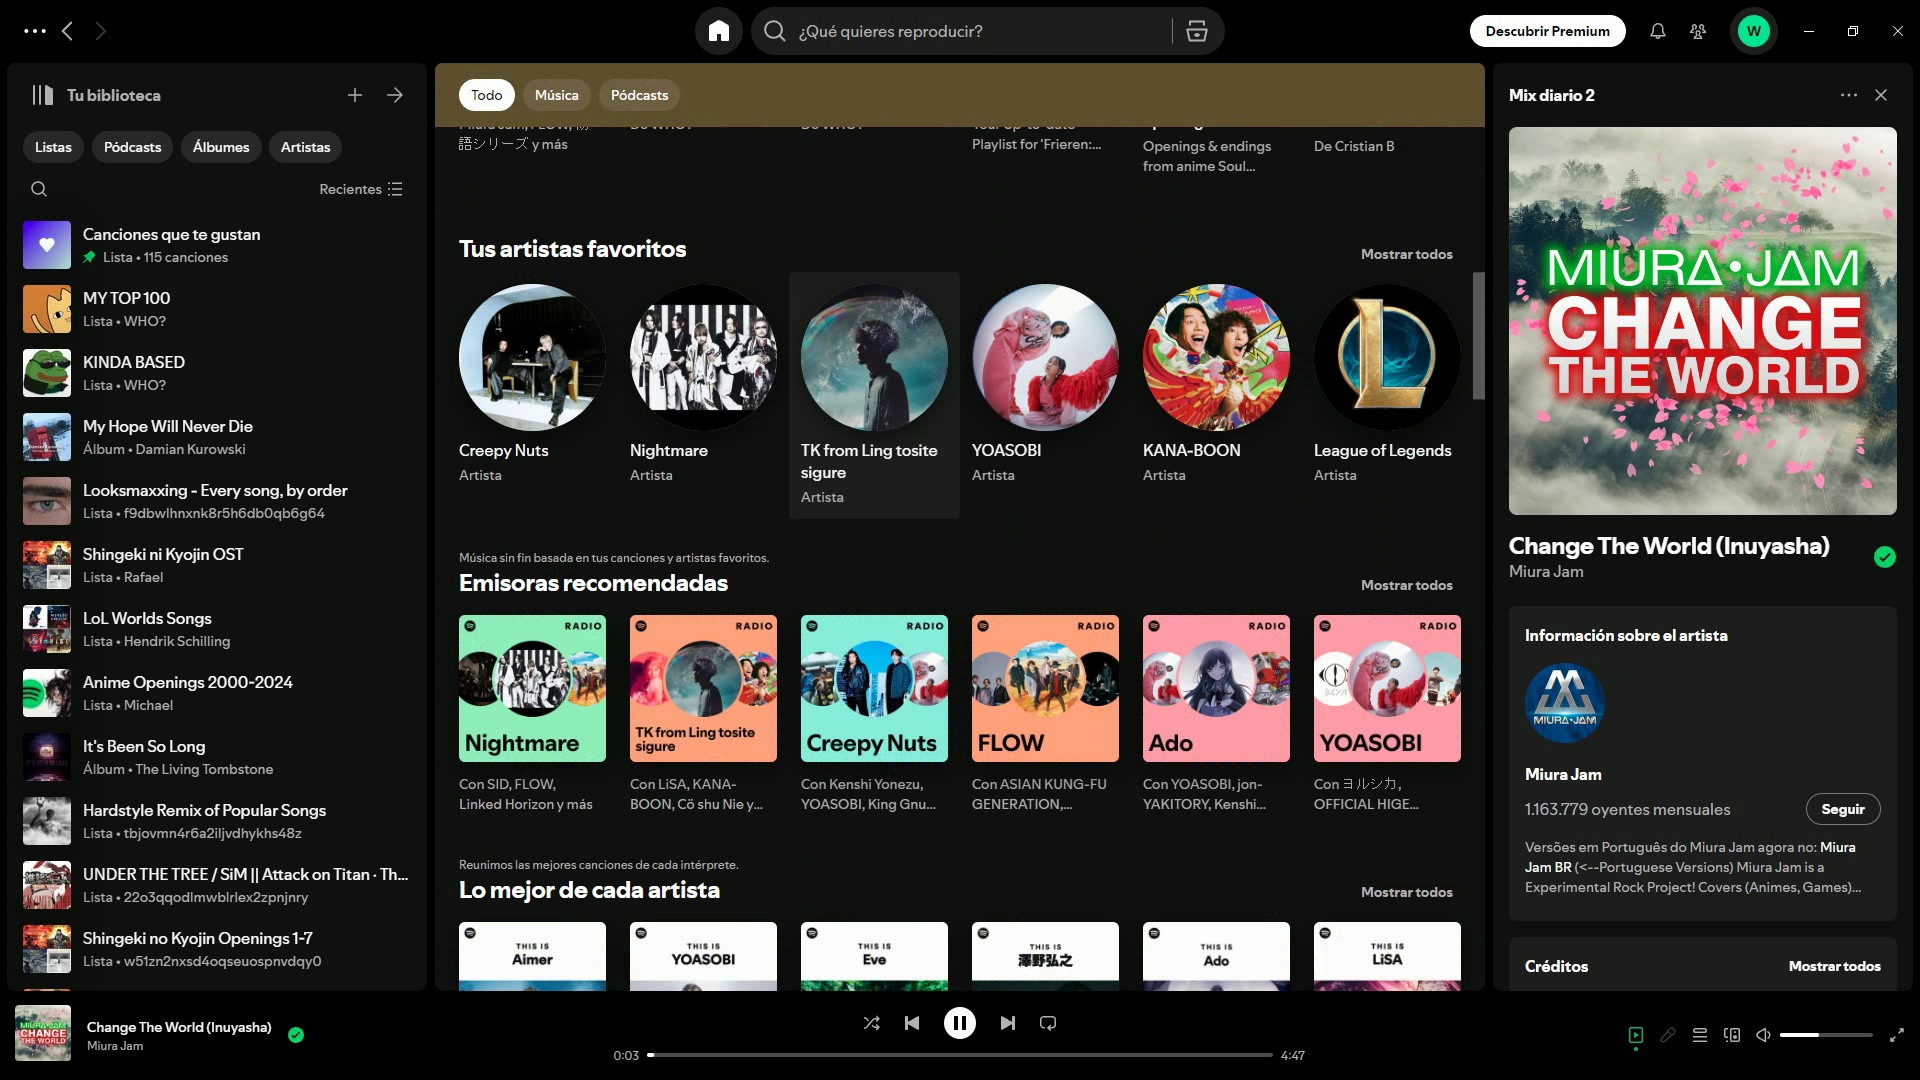 ¿Qué quieres reproducir?
Descubrir Premium
W
Tu biblioteca
Listas
Pódcasts
Álbumes
Artistas
Recientes
Canciones que te gustan
Lista • 115 canciones
MY TOP 100
Lista • WHO?
KINDA BASED
Lista • WHO?
My Hope Will Never Die
Álbum • Damian Kurowski
Looksmaxxing - Every song, by order
Lista • f9dbwlhnxnk8r5h6db0qb6g64
Shingeki ni Kyojin OST
Lista • Rafael
LoL Worlds Songs
Lista • Hendrik Schilling
Anime Openings 2000-2024
Lista • Michael
It's Been So Long
Álbum • The Living Tombstone
Hardstyle Remix of Popular Songs
Lista • tbjovmn4r6a2iljvdhykhs48z
UNDER THE TREE / SiM || Attack on Titan · Th...
Lista • 22o3qqodlmwblrlex2zpnjnry
Shingeki no Kyojin Openings 1-7
Lista • w51zn2nxsd4oqseuospnvdqy0
Todo
Música
Pódcasts
語シリーズ y más
Playlist for 'Frieren:...
Openings & endings
from anime Soul...
De Cristian B
Tus artistas favoritos
Mostrar todos
Creepy Nuts
Artista
Nightmare
Artista
TK from Ling tosite
sigure
Artista
YOASOBI
Artista
KANA-BOON
Artista
League of Legends
Artista
Música sin fin basada en tus canciones y artistas favoritos.
Emisoras recomendadas
Mostrar todos
RADIO
Nightmare
RADIO
TK from Ling tosite
sigure
RADIO
Creepy Nuts
RADIO
FLOW
RADIO
Ado
RADIO
YOASOBI
Con SID, FLOW,
Linked Horizon y más
Con LiSA, KANA-
BOON, Cö shu Nie y...
Con Kenshi Yonezu,
YOASOBI, King Gnu...
Con ASIAN KUNG-FU
GENERATION,...
Con YOASOBI, jon-
YAKITORY, Kenshi...
Con ヨルシカ,
OFFICIAL HIGE...
Reunimos las mejores canciones de cada intérprete.
Lo mejor de cada artista
Mostrar todos
THIS IS
Aimer
THIS IS
YOASOBI
THIS IS
Eve
THIS IS
澤野弘之
THIS IS
Ado
THIS IS
LiSA
Mix diario 2
MIURA•JAM
CHANGE
THE WORLD
Change The World (Inuyasha)
Miura Jam
Información sobre el artista
MIURA•JAM
Miura Jam
1.163.779 oyentes mensuales
Seguir
Versões em Português do Miura Jam agora no: Miura
Jam BR (<--Portuguese Versions) Miura Jam is a
Experimental Rock Project! Covers (Animes, Games)...
Créditos
Mostrar todos
MIURA•JAM
CHANGE
THE WORLD
Change The World (Inuyasha)
Miura Jam
0:03
4:47